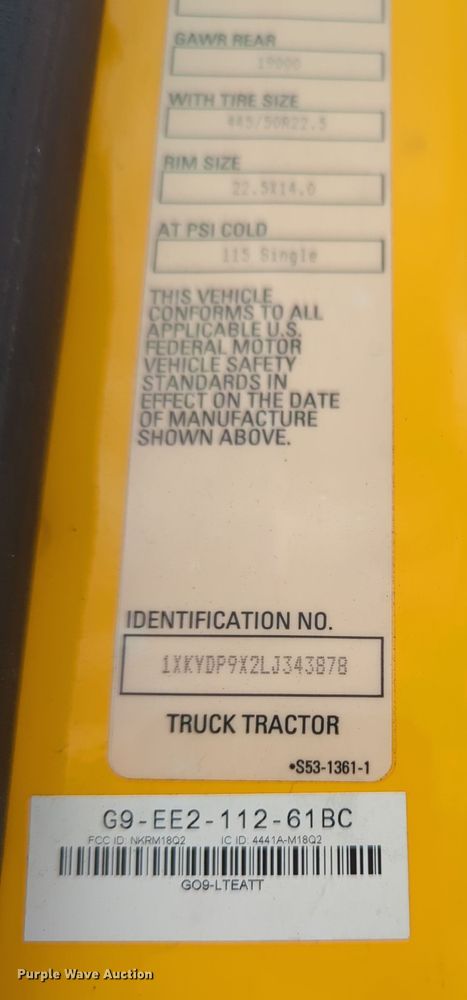 GAWR REAR
19000
WITH TIRE SIZE
445/50R22.5
RIM SIZE
22.5X14.0
AT PSI COLD
115 Single
THIS VEHICLE
CONFORMS TO ALL
APPLICABLE U.S.
FEDERAL MOTOR
VEHICLE SAFETY
STANDARDS IN
EFFECT ON THE DATE
OF MANUFACTURE
SHOWN ABOVE.
IDENTIFICATION NO.
1XKYDP9X2LJ343878
TRUCK TRACTOR
•S53-1361-1
G9-EE2-112-61BC
FCC ID: NKRM18Q2 IC ID: 4441A-M18Q2
GO9-LTEATT
Purple Wave Auction